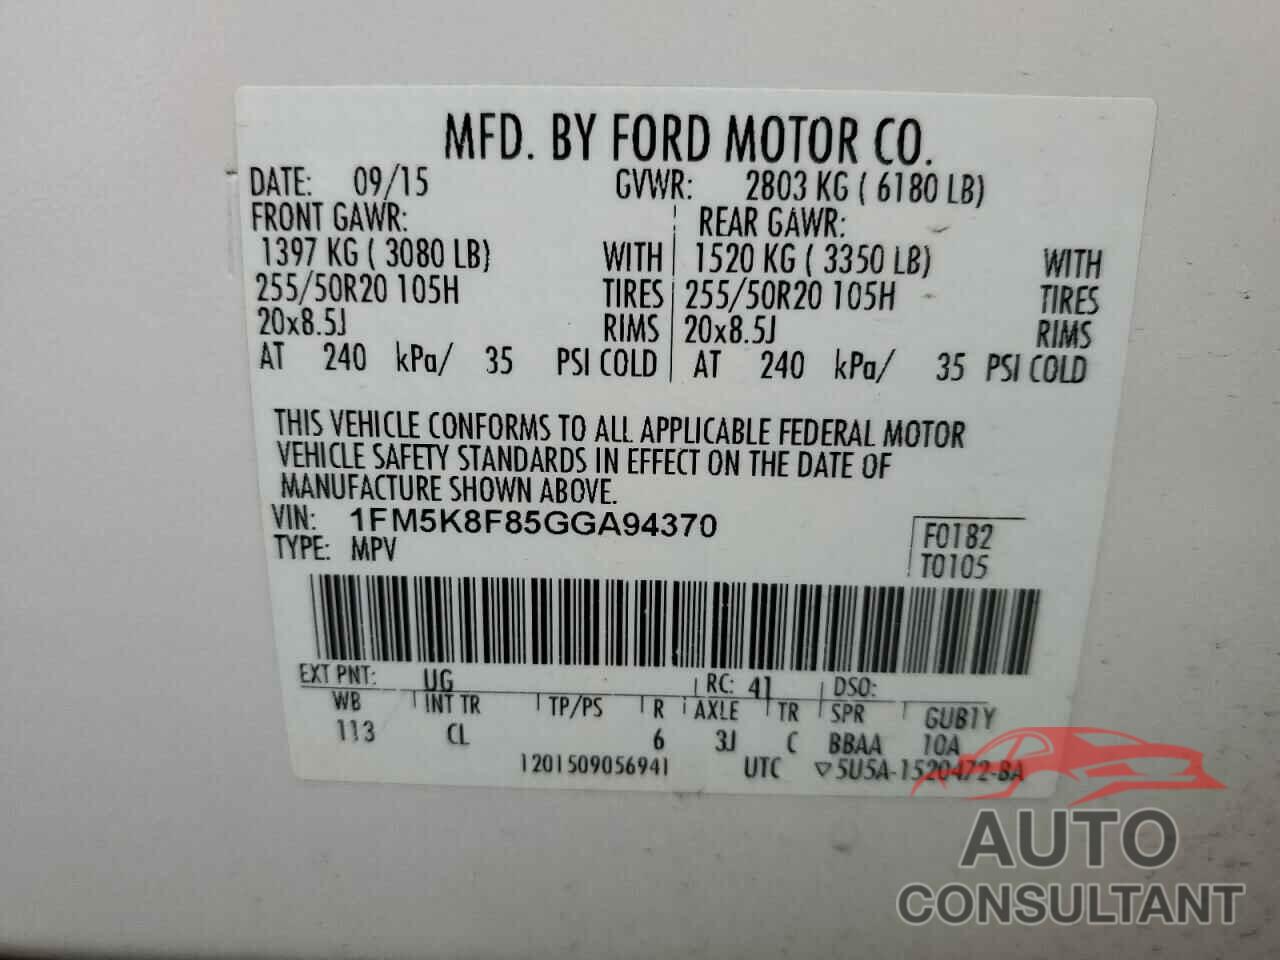 MFD. BY FORD MOTOR CO.
DATE: 09/15 GVWR: 2803 KG ( 6180 LB)
FRONT GAWR: REAR GAWR:
1397 KG ( 3080 LB) WITH 1520 KG ( 3350 LB) WITH
255/50R20 105H TIRES 255/50R20 105H TIRES
20x8.5J RIMS 20x8.5J RIMS
AT 240 kPa/ 35 PSI COLD AT 240 kPa/ 35 PSI COLD
THIS VEHICLE CONFORMS TO ALL APPLICABLE FEDERAL MOTOR
VEHICLE SAFETY STANDARDS IN EFFECT ON THE DATE OF
MANUFACTURE SHOWN ABOVE.
VIN: 1FM5K8F85GGA94370 F0182
TYPE: MPV T0105
EXT PNT: UG RC: 41 DSO:
WB INT TR TP/PS R AXLE TR SPR GUB1Y
113 CL 6 3J C BBAA 10A
1201509056941 UTC ▽5U5A-1520472-BA
AUTO
CONSULTANT